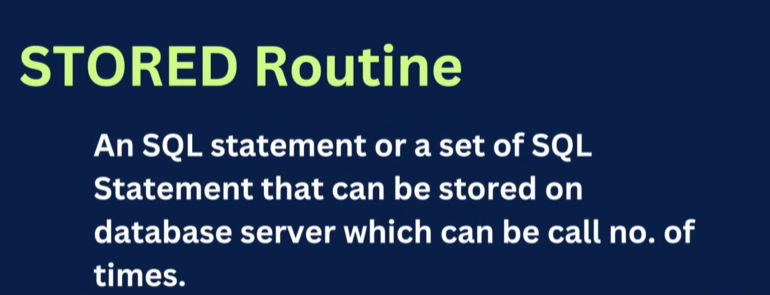 STORED Routine
An SQL statement or a set of SQL
Statement that can be stored on
database server which can be call no. of
times.